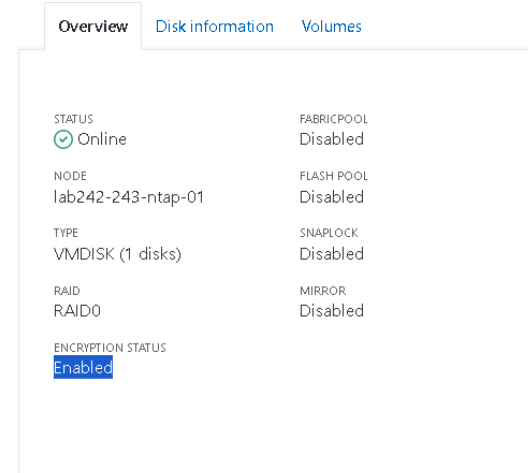 Overview Disk information Volumes
STATUS
Online
NODE
lab242-243-ntap-01
TYPE
VMDISK (1 disks)
RAID
RAID0
ENCRYPTION STATUS
Enabled
FABRICPOOL
Disabled
FLASH POOL
Disabled
SNAPLOCK
Disabled
MIRROR
Disabled